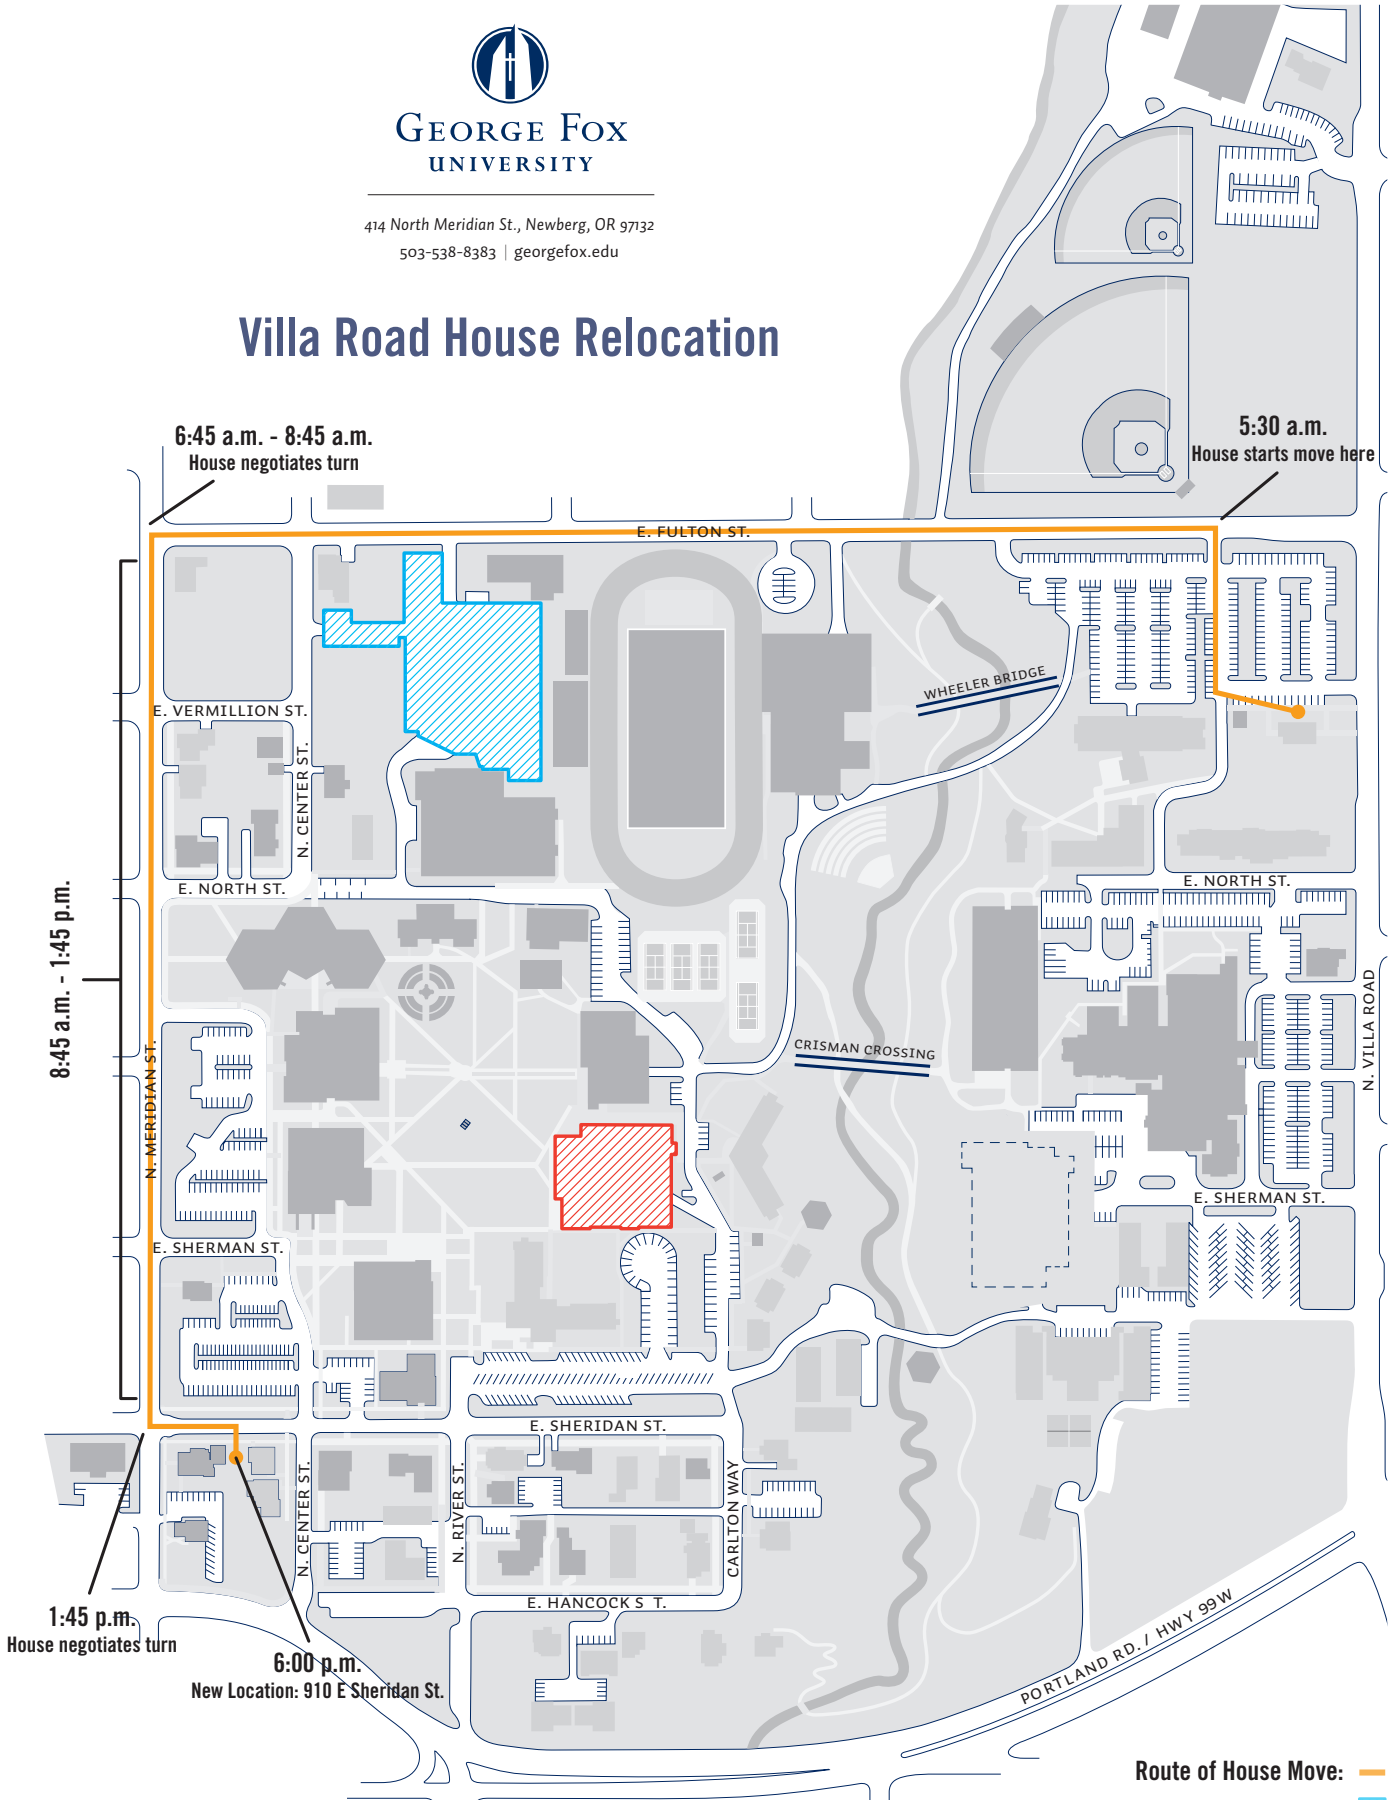 GEORGE FOX
UNIVERSITY
414 North Meridian St., Newberg, OR 97132
503-538-8383 | georgefox.edu
Villa Road House Relocation
6:45 a.m. - 8:45 a.m.
House negotiates turn
5:30 a.m.
House starts move here
E. FULTON ST.
WHEELER BRIDGE
E. VERMILLION ST.
N. CENTER ST.
E. NORTH ST.
E. NORTH ST.
8:45 a.m. - 1:45 p.m.
N. MERIDIAN ST.
CRISMAN CROSSING
N. VILLA ROAD
E. SHERMAN ST.
E. SHERMAN ST.
E. SHERIDAN ST.
N. CENTER ST.
N. RIVER ST.
CARLTON WAY
E. HANCOCK S T.
1:45 p.m.
House negotiates turn
6:00 p.m.
New Location: 910 E Sheridan St.
PORTLAND RD. / HWY 99W
Route of House Move: